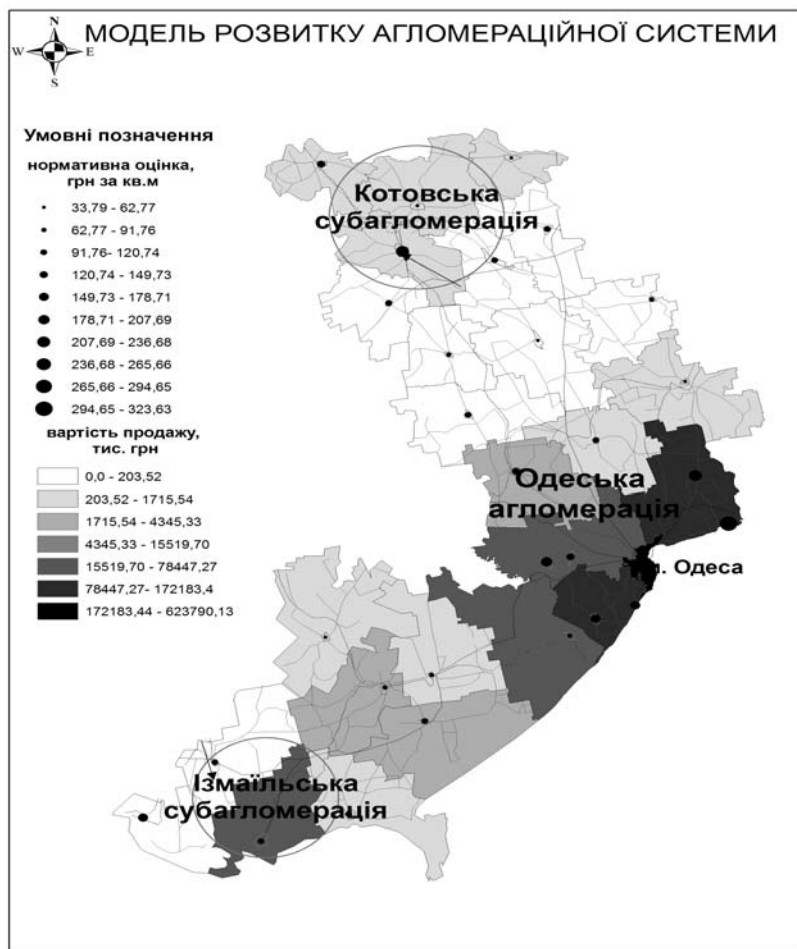 N
W E
S
МОДЕЛЬ РОЗВИТКУ АГЛОМЕРАЦІЙНОЇ СИСТЕМИ
Умовні позначення
нормативна оцінка,
грн за кв.м
33,79 - 62,77
62,77 - 91,76
91,76- 120,74
120,74 - 149,73
149,73 - 178,71
178,71 - 207,69
207,69 - 236,68
236,68 - 265,66
265,66 - 294,65
294,65 - 323,63
вартість продажу,
тис. грн
0,0 - 203,52
203,52 - 1715,54
1715,54 - 4345,33
4345,33 - 15519,70
15519,70 - 78447,27
78447,27- 172183,4
172183,44 - 623790,13
Котовська
субагломерація
Одеська
агломерація
м. Одеса
Ізмаїльська
субагломерація